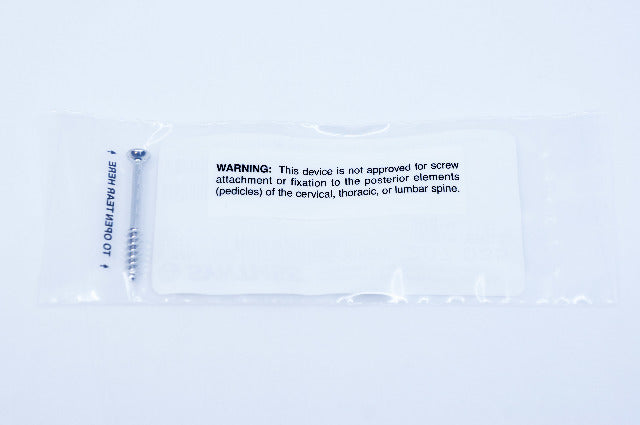 WARNING: This device is not approved for screw
attachment or fixation to the posterior elements
(pedicles) of the cervical, thoracic, or lumbar spine.
TO OPEN TEAR HERE